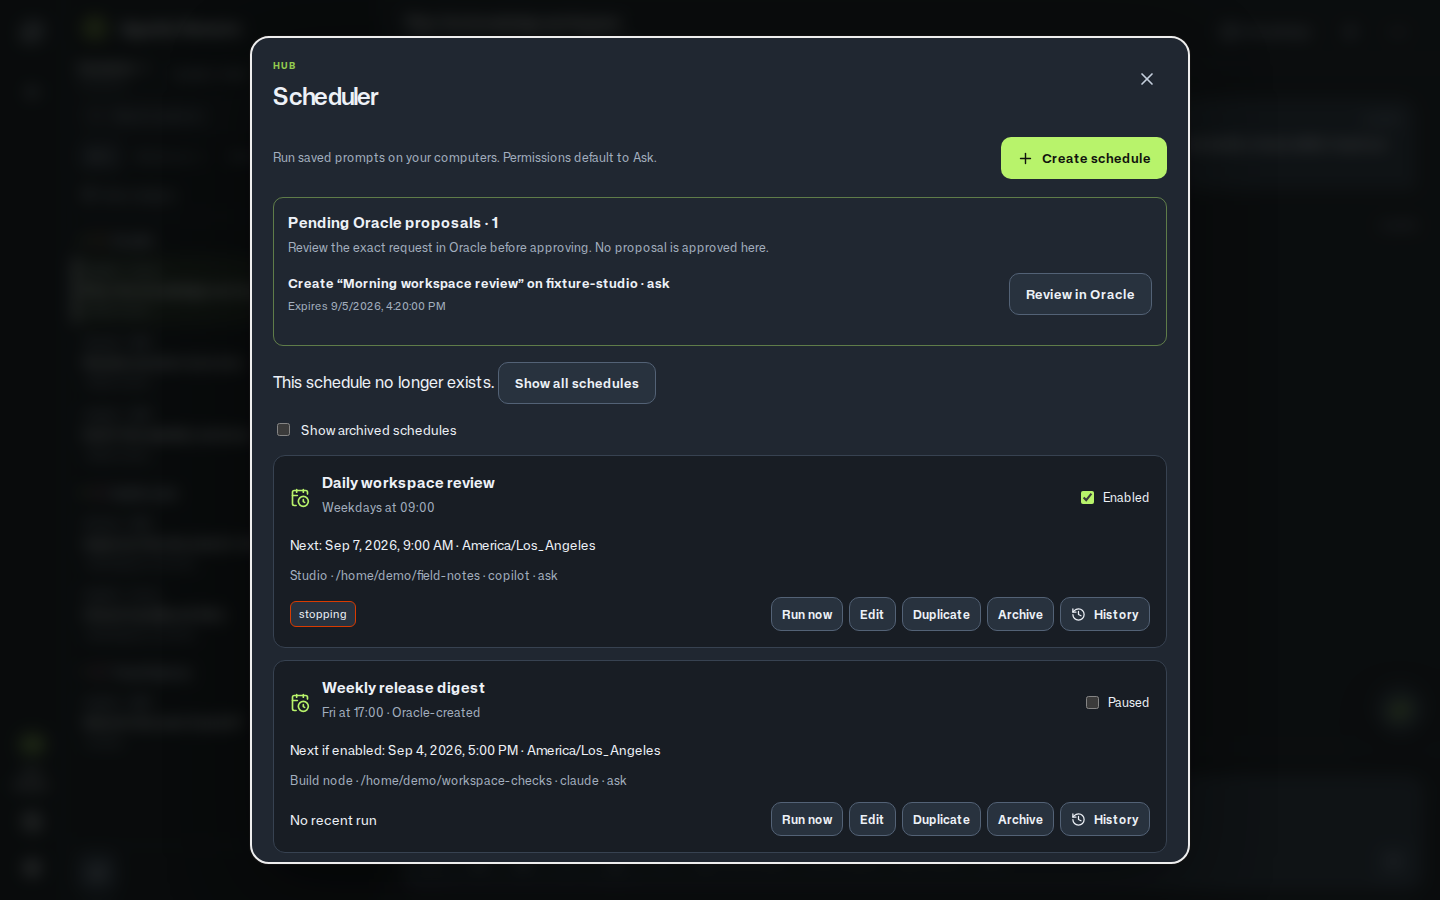 HUB
Scheduler
Run saved prompts on your computers. Permissions default to Ask.
Create schedule
Pending Oracle proposals · 1
Review the exact request in Oracle before approving. No proposal is approved here.
Create “Morning workspace review” on fixture-studio · ask
Review in Oracle
Expires 9/5/2026, 4:20:00 PM
This schedule no longer exists.
Show all schedules
Show archived schedules
Daily workspace review
Weekdays at 09:00
Enabled
Next: Sep 7, 2026, 9:00 AM · America/Los_Angeles
Studio · /home/demo/field-notes · copilot · ask
stopping
Run now
Edit
Duplicate
Archive
History
Weekly release digest
Fri at 17:00 · Oracle-created
Paused
Next if enabled: Sep 4, 2026, 5:00 PM · America/Los_Angeles
Build node · /home/demo/workspace-checks · claude · ask
No recent run
Run now
Edit
Duplicate
Archive
History